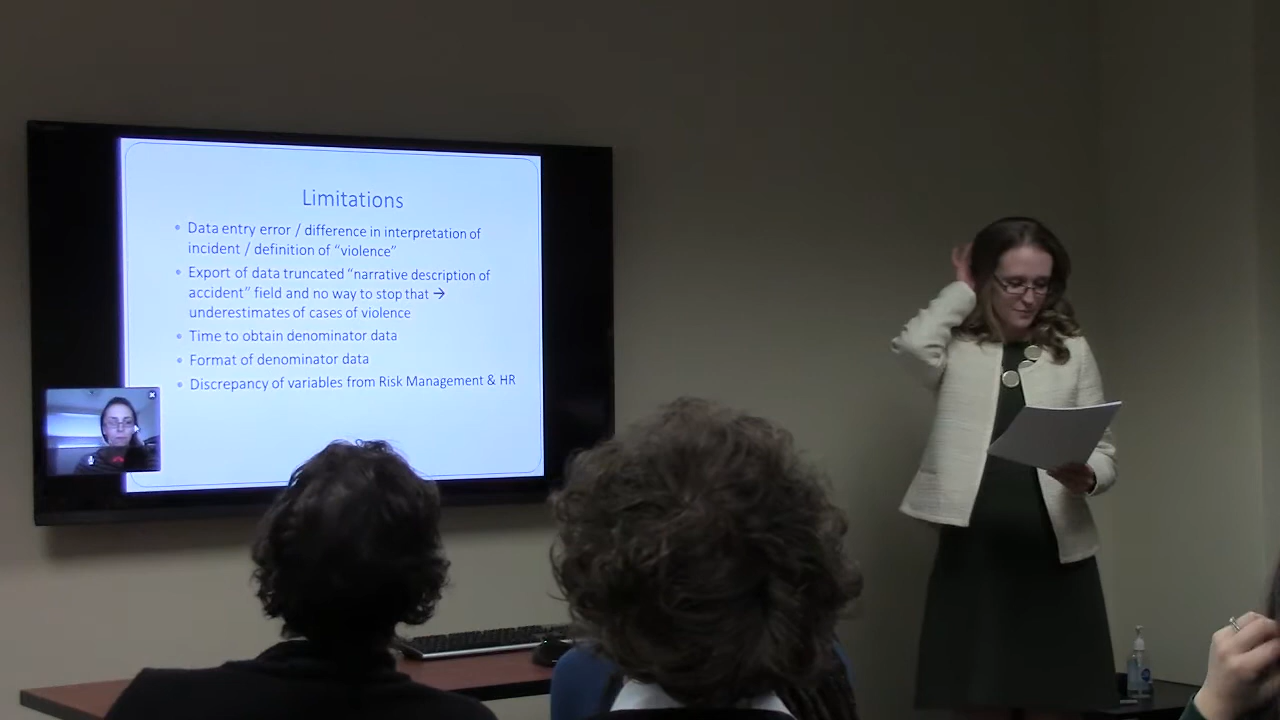 Limitations
• Data entry error / difference in interpretation of
incident / definition of “violence”
• Export of data truncated “narrative description of
accident” field and no way to stop that →
underestimates of cases of violence
• Time to obtain denominator data
• Format of denominator data
• Discrepancy of variables from Risk Management & HR